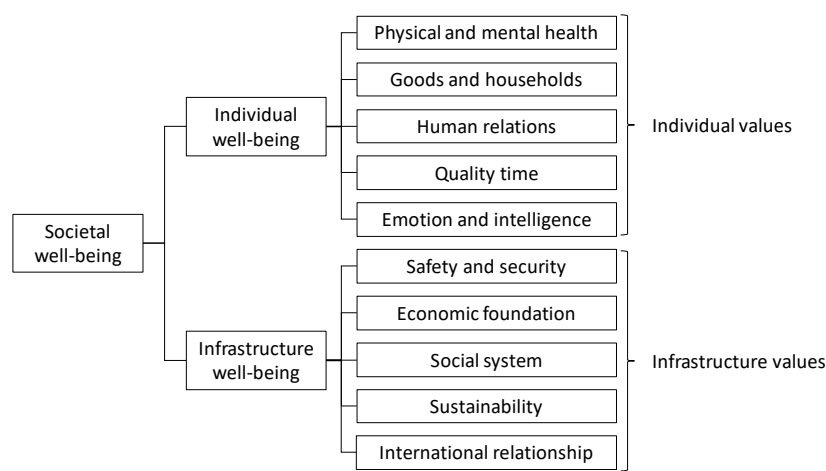 Societal
well-being
Individual
well-being
Physical and mental health
Goods and households
Human relations
Quality time
Emotion and intelligence
Individual values
Infrastructure
well-being
Safety and security
Economic foundation
Social system
Sustainability
International relationship
Infrastructure values